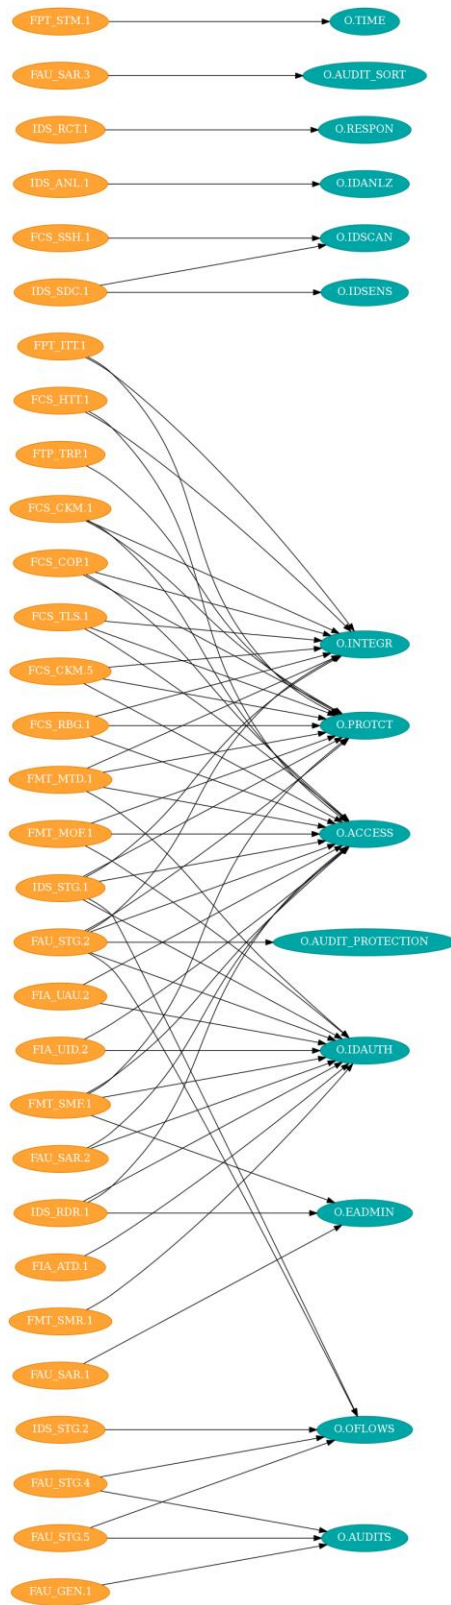 FPT_STM.1 O.TIME
FAU_SAR.3 O.AUDIT_SORT
IDS_RCT.1 O.RESPON
IDS_ANL.1 O.IDANLZ
FCS_SSH.1 O.IDSCAN
IDS_SDC.1 O.IDSENS
FPT_ITT.1
FCS_HTT.1
FTP_TRP.1
FCS_CKM.1
FCS_COP.1
FCS_TLS.1
O.INTEGR
FCS_CKM.5
FCS_RBG.1 O.PROTCT
FMT_MTD.1
FMT_MOF.1 O.ACCESS
IDS_STG.1
FAU_STG.2 O.AUDIT_PROTECTION
FIA_UAU.2
FIA_UID.2 O.IDAUTH
FMT_SMF.1
FAU_SAR.2
IDS_RDR.1 O.EADMIN
FIA_ATD.1
FMT_SMR.1
FAU_SAR.1
IDS_STG.2 O.OFLOWS
FAU_STG.4
FAU_STG.5 O.AUDITS
FAU_GEN.1